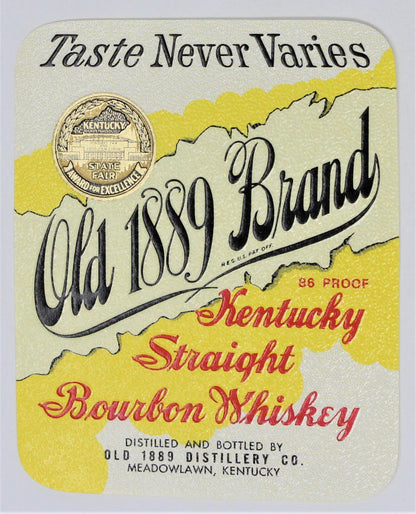 Taste Never Varies
KENTUCKY
STATE
FAIR
AWARD FOR EXCELLENCE
Old 1889 Brand
REG. U.S. PAT OFF.
86 PROOF
Kentucky
Straight
Bourbon Whiskey
DISTILLED AND BOTTLED BY
OLD 1889 DISTILLERY CO.
MEADOWLAWN, KENTUCKY